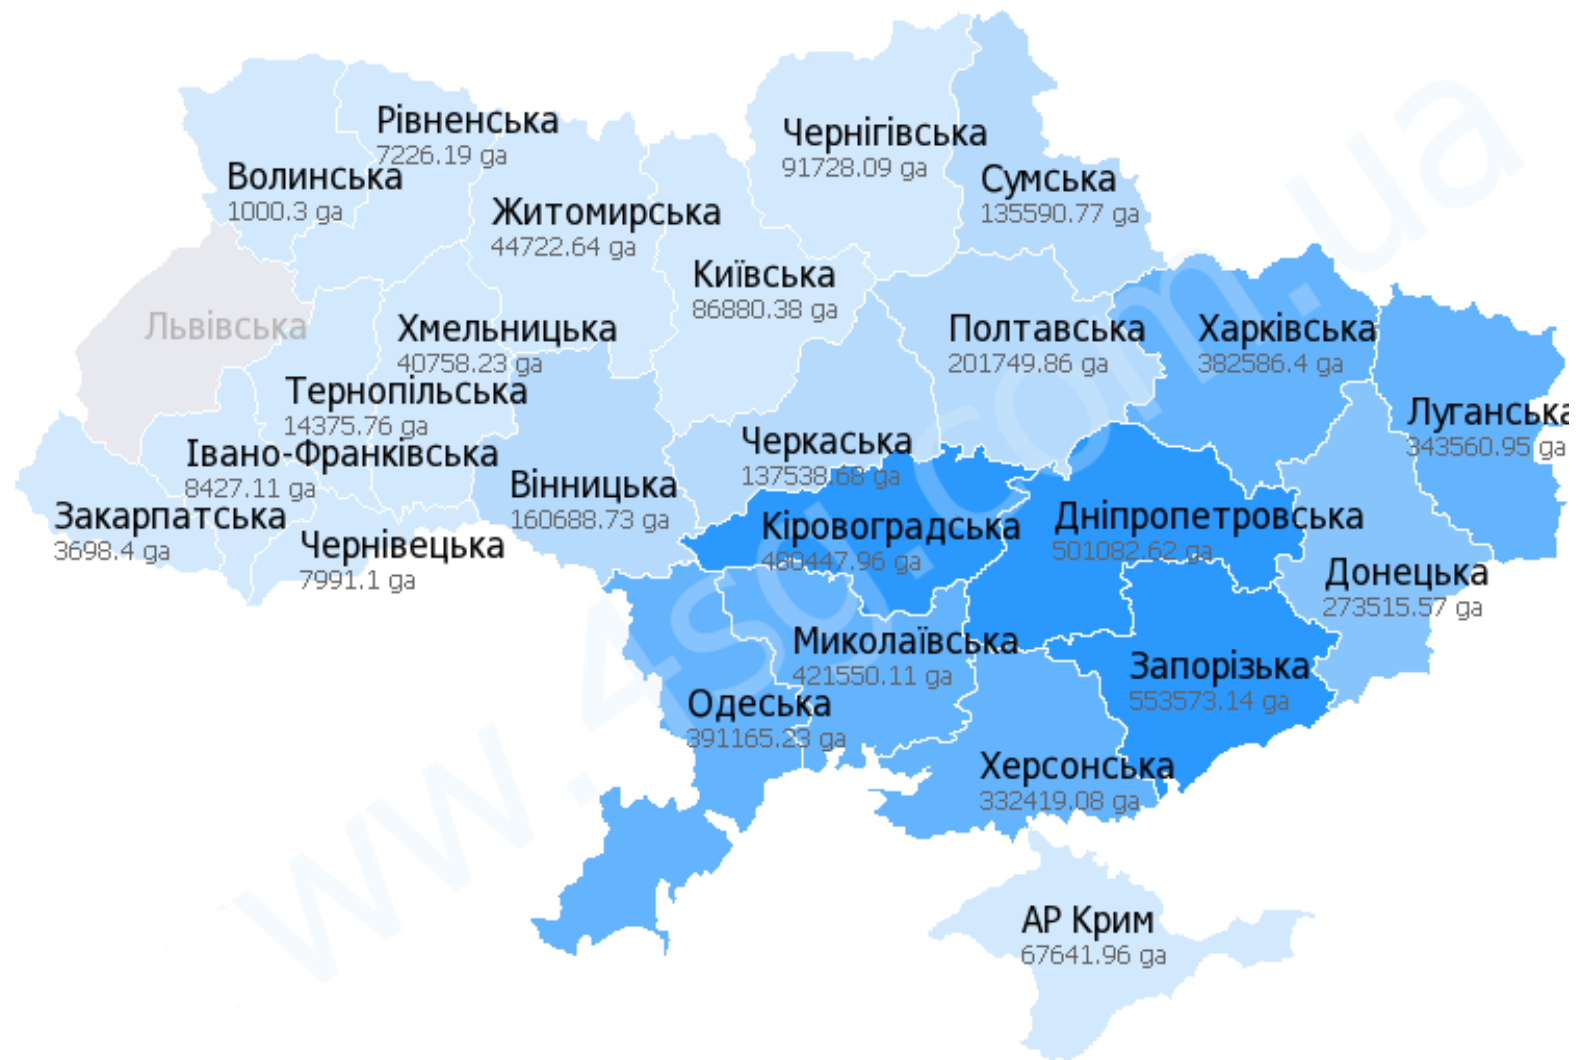 Рівненська
7226.19 ga
Чернігівська
91728.09 ga
Волинська
1000.3 ga
Сумська
135590.77 ga
Житомирська
44722.64 ga
Київська
86880.38 ga
Львівська
Хмельницька
40758.23 ga
Полтавська
201749.86 ga
Харківська
382586.4 ga
Тернопільська
14375.76 ga
Луганська
343560.95 ga
Черкаська
137538.68 ga
Івано-Франківська
8427.11 ga
Вінницька
160688.73 ga
Закарпатська
3698.4 ga
Кіровоградська
480447.96 ga
Дніпропетровська
501082.62 ga
Чернівецька
7991.1 ga
Донецька
273515.57 ga
Миколаївська
421550.11 ga
Запорізька
553573.14 ga
Одеська
391165.23 ga
Херсонська
332419.08 ga
АР Крим
67641.96 ga
www.4sg.com.ua